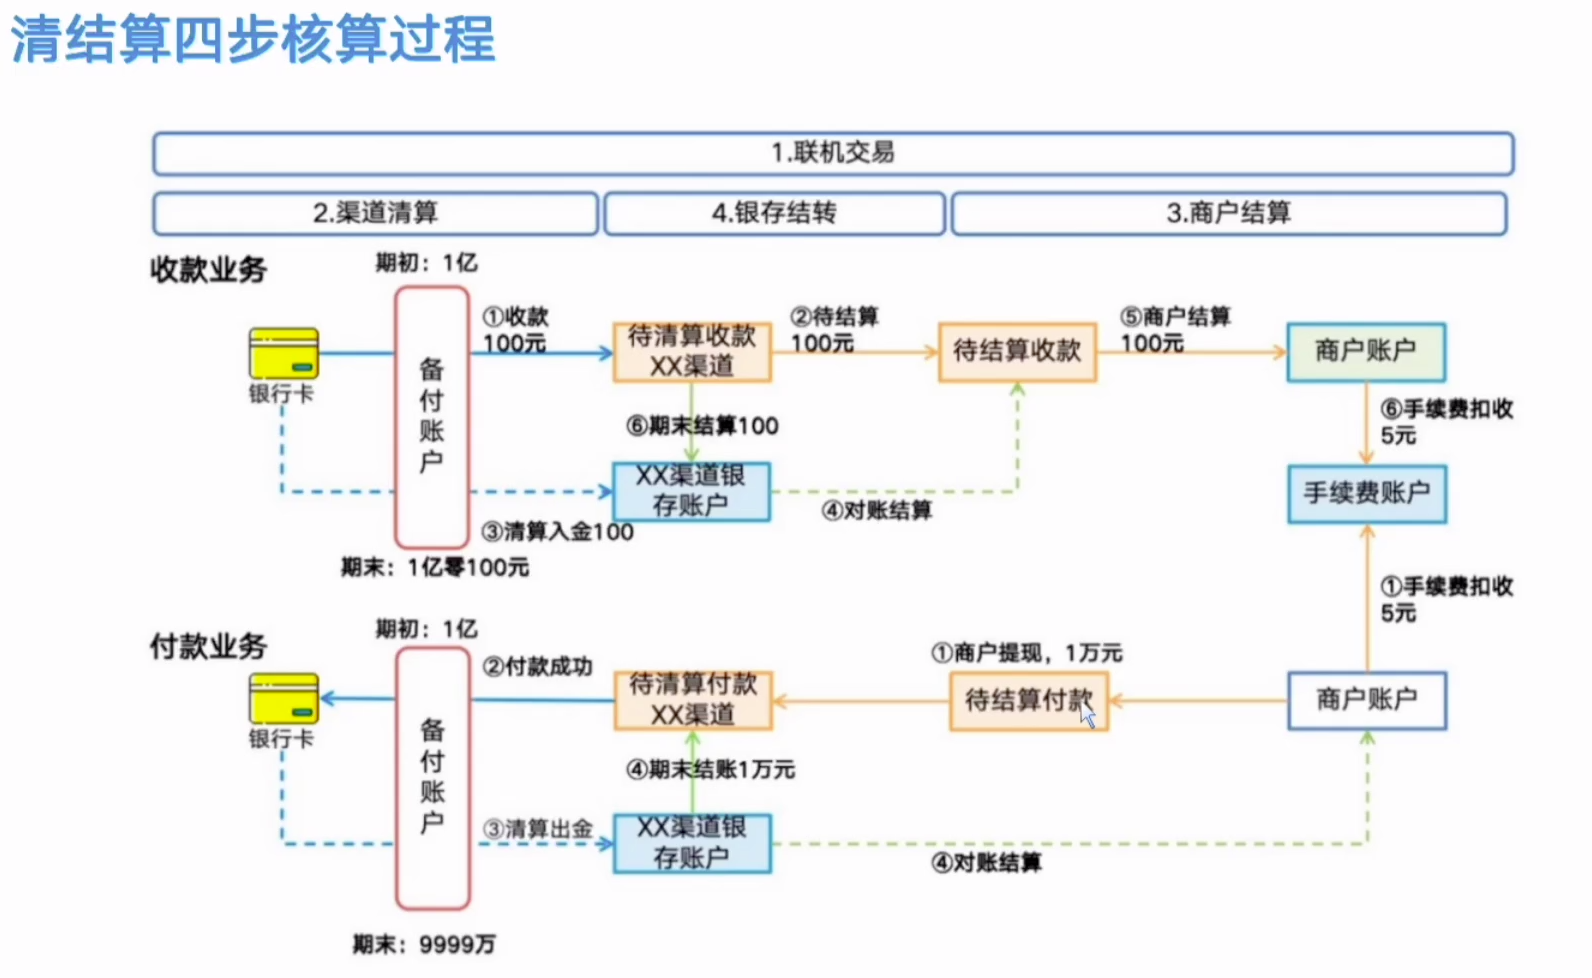 清结算四步核算过程
1.联机交易
2.渠道清算
4.银存结转
3.商户结算
收款业务
期初：1亿
银行卡
备
付
账
户
①收款
100元
待清算收款
XX渠道
②待结算
100元
待结算收款
⑤商户结算
100元
商户账户
⑥期末结算100
⑥手续费扣收
5元
XX渠道银
存账户
③清算入金100
④对账结算
手续费账户
期末：1亿零100元
①手续费扣收
5元
付款业务
期初：1亿
银行卡
备
付
账
户
②付款成功
待清算付款
XX渠道
①商户提现，1万元
待结算付款
商户账户
④期末结账1万元
③清算出金
XX渠道银
存账户
④对账结算
期末：9999万